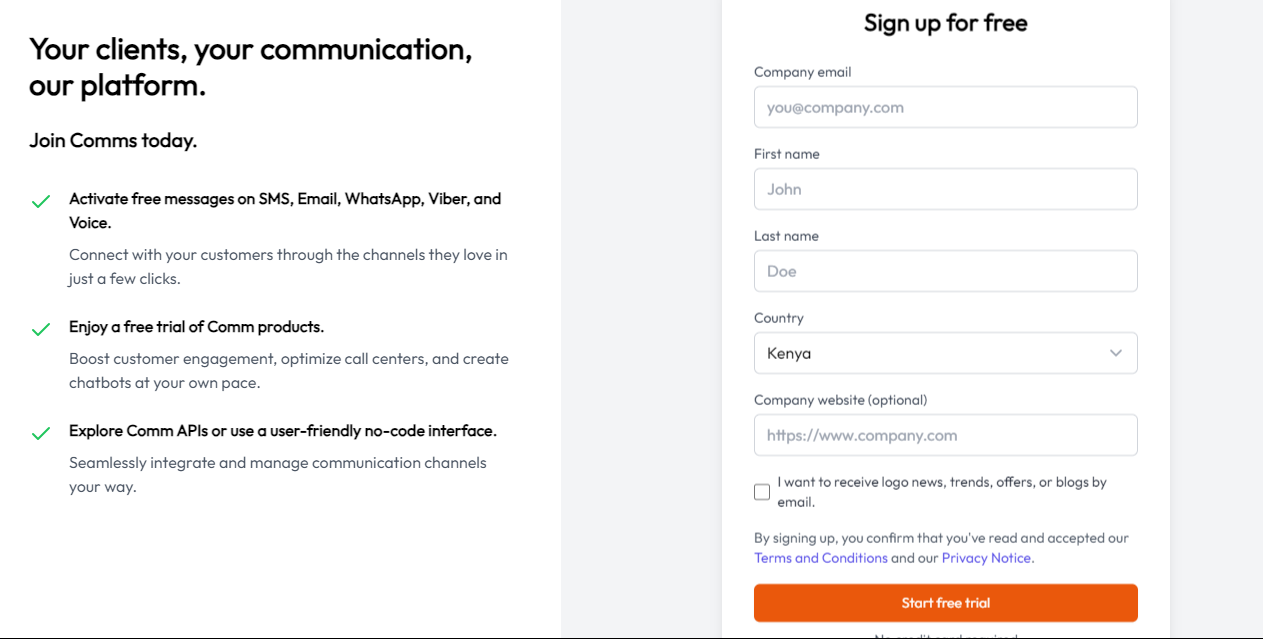 Your clients, your communication,
our platform.
Join Comms today.
Activate free messages on SMS, Email, WhatsApp, Viber, and
Voice.
Connect with your customers through the channels they love in
just a few clicks.
Enjoy a free trial of Comm products.
Boost customer engagement, optimize call centers, and create
chatbots at your own pace.
Explore Comm APIs or use a user-friendly no-code interface.
Seamlessly integrate and manage communication channels
your way.
Sign up for free
Company email
you@company.com
First name
John
Last name
Doe
Country
Kenya
Company website (optional)
https://www.company.com
I want to receive logo news, trends, offers, or blogs by
email.
By signing up, you confirm that you've read and accepted our
Terms and Conditions and our Privacy Notice.
Start free trial
No credit card required